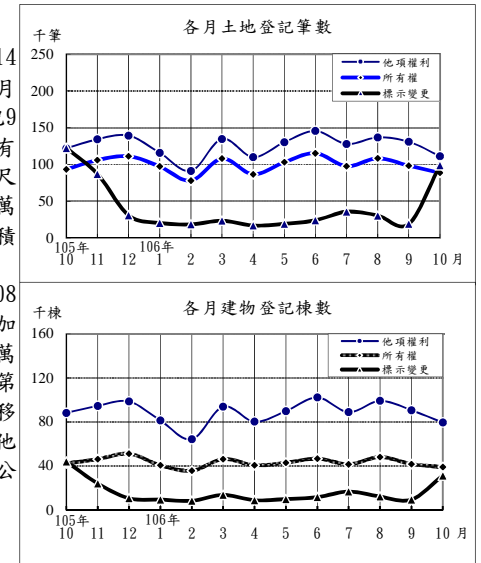 14
月
9
有
尺
萬
積
08
加
萬
第
移
他
公
各月土地登記筆數
千筆
250
200
150
100
50
0
他項權利
所有權
標示變更
105年 106年
10 11 12 1 2 3 4 5 6 7 8 9 10 月
各月建物登記棟數
千棟
160
120
80
40
0
他項權利
所有權
標示變更
105年 106年
10 11 12 1 2 3 4 5 6 7 8 9 10 月